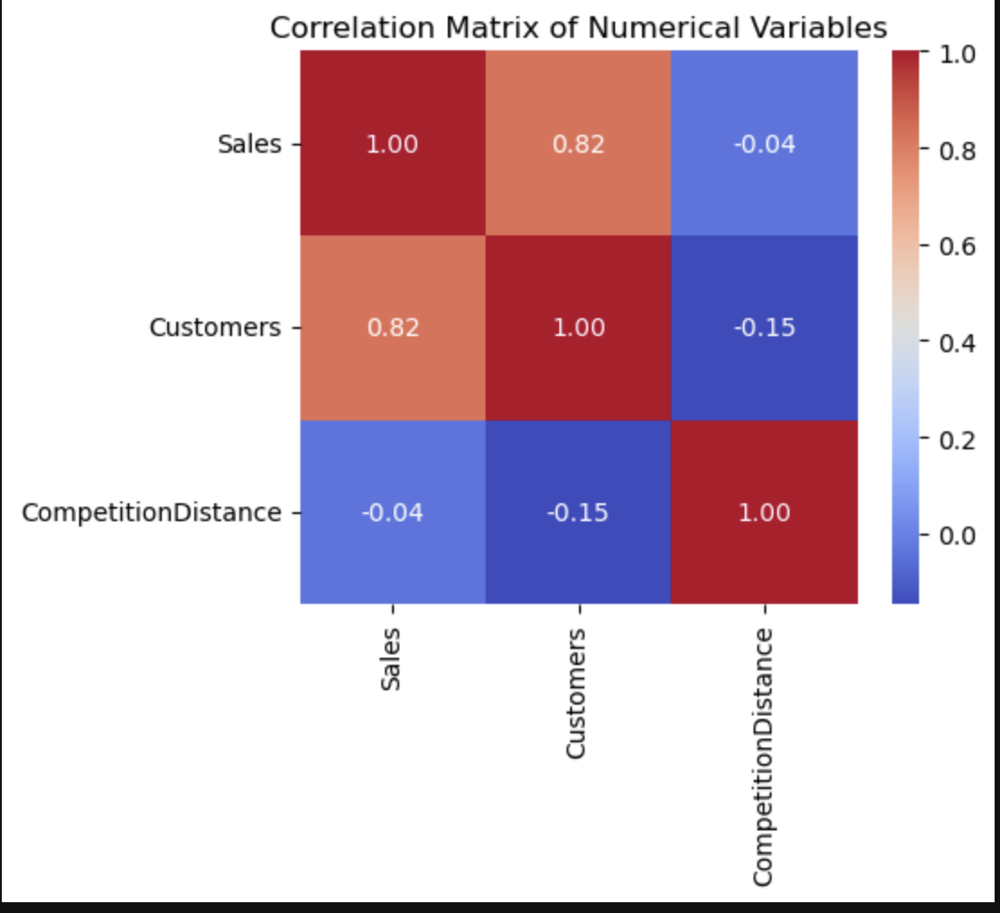 Correlation Matrix of Numerical Variables
Sales
1.00 0.82 -0.04
Customers
0.82 1.00 -0.15
CompetitionDistance
-0.04 -0.15 1.00
Sales
Customers
CompetitionDistance
1.0
0.8
0.6
0.4
0.2
0.0